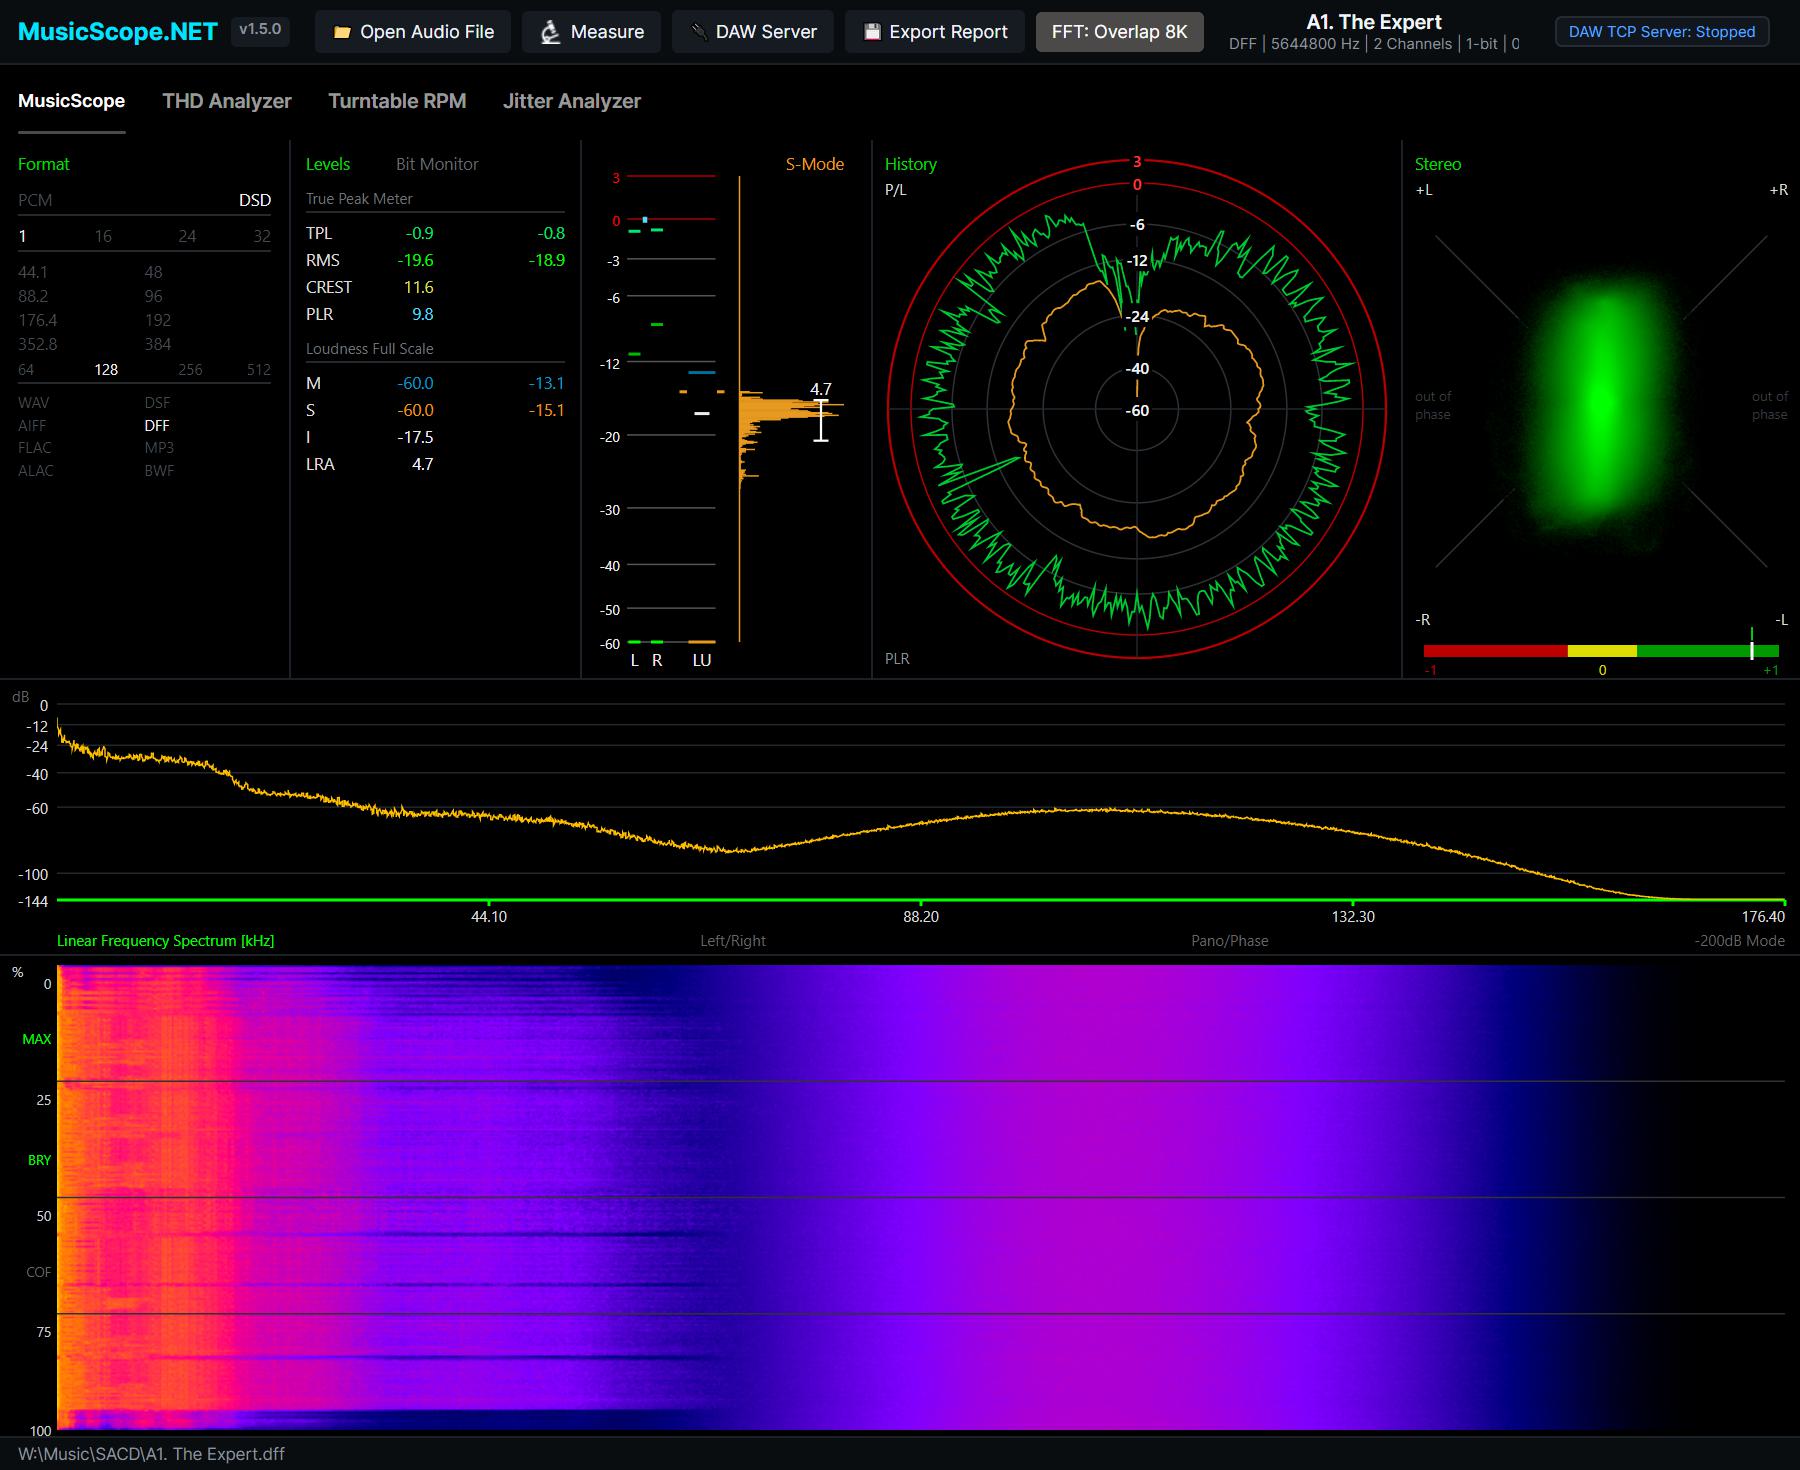 MusicScope.NET v1.5.0 Open Audio File Measure DAW Server Export Report FFT: Overlap 8K
A1. The Expert
DFF | 5644800 Hz | 2 Channels | 1-bit | 0
DAW TCP Server: Stopped
MusicScope THD Analyzer Turntable RPM Jitter Analyzer
Format
PCM DSD
1 16 24 32
44.1 48
88.2 96
176.4 192
352.8 384
64 128 256 512
WAV DSF
AIFF DFF
FLAC MP3
ALAC BWF
Levels Bit Monitor
True Peak Meter
TPL -0.9 -0.8
RMS -19.6 -18.9
CREST 11.6
PLR 9.8
Loudness Full Scale
M -60.0 -13.1
S -60.0 -15.1
I -17.5
LRA 4.7
S-Mode
3
0
-3
-6
-12
4.7
-20
-30
-40
-50
-60
L R LU
History
P/L
3
0
-6
-12
-24
-40
-60
PLR
Stereo
+L +R
out of phase
out of phase
-R -L
-1 0 +1
dB
0
-12
-24
-40
-60
-100
-144
44.10 88.20 132.30 176.40
Linear Frequency Spectrum [kHz] Left/Right Pano/Phase -200dB Mode
%
0
MAX
25
BRY
50
COF
75
100
W:\Music\SACD\A1. The Expert.dff